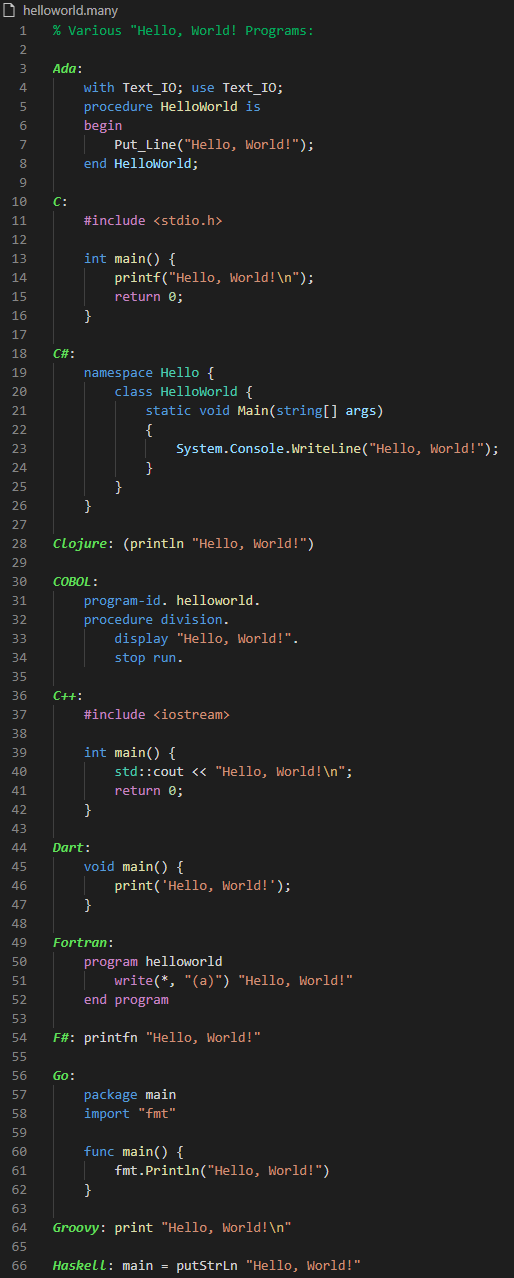 helloworld.many
1 % Various "Hello, World! Programs:
2
3 Ada:
4     with Text_IO; use Text_IO;
5     procedure HelloWorld is
6     begin
7         Put_Line("Hello, World!");
8     end HelloWorld;
9
10 C:
11     #include <stdio.h>
12
13     int main() {
14         printf("Hello, World!\n");
15         return 0;
16     }
17
18 C#:
19     namespace Hello {
20         class HelloWorld {
21             static void Main(string[] args)
22             {
23                 System.Console.WriteLine("Hello, World!");
24             }
25         }
26     }
27
28 Clojure: (println "Hello, World!")
29
30 COBOL:
31     program-id. helloworld.
32     procedure division.
33         display "Hello, World!".
34         stop run.
35
36 C++:
37     #include <iostream>
38
39     int main() {
40         std::cout << "Hello, World!\n";
41         return 0;
42     }
43
44 Dart:
45     void main() {
46         print('Hello, World!');
47     }
48
49 Fortran:
50     program helloworld
51         write(*, "(a)") "Hello, World!"
52     end program
53
54 F#: printfn "Hello, World!"
55
56 Go:
57     package main
58     import "fmt"
59
60     func main() {
61         fmt.Println("Hello, World!")
62     }
63
64 Groovy: print "Hello, World!\n"
65
66 Haskell: main = putStrLn "Hello, World!"